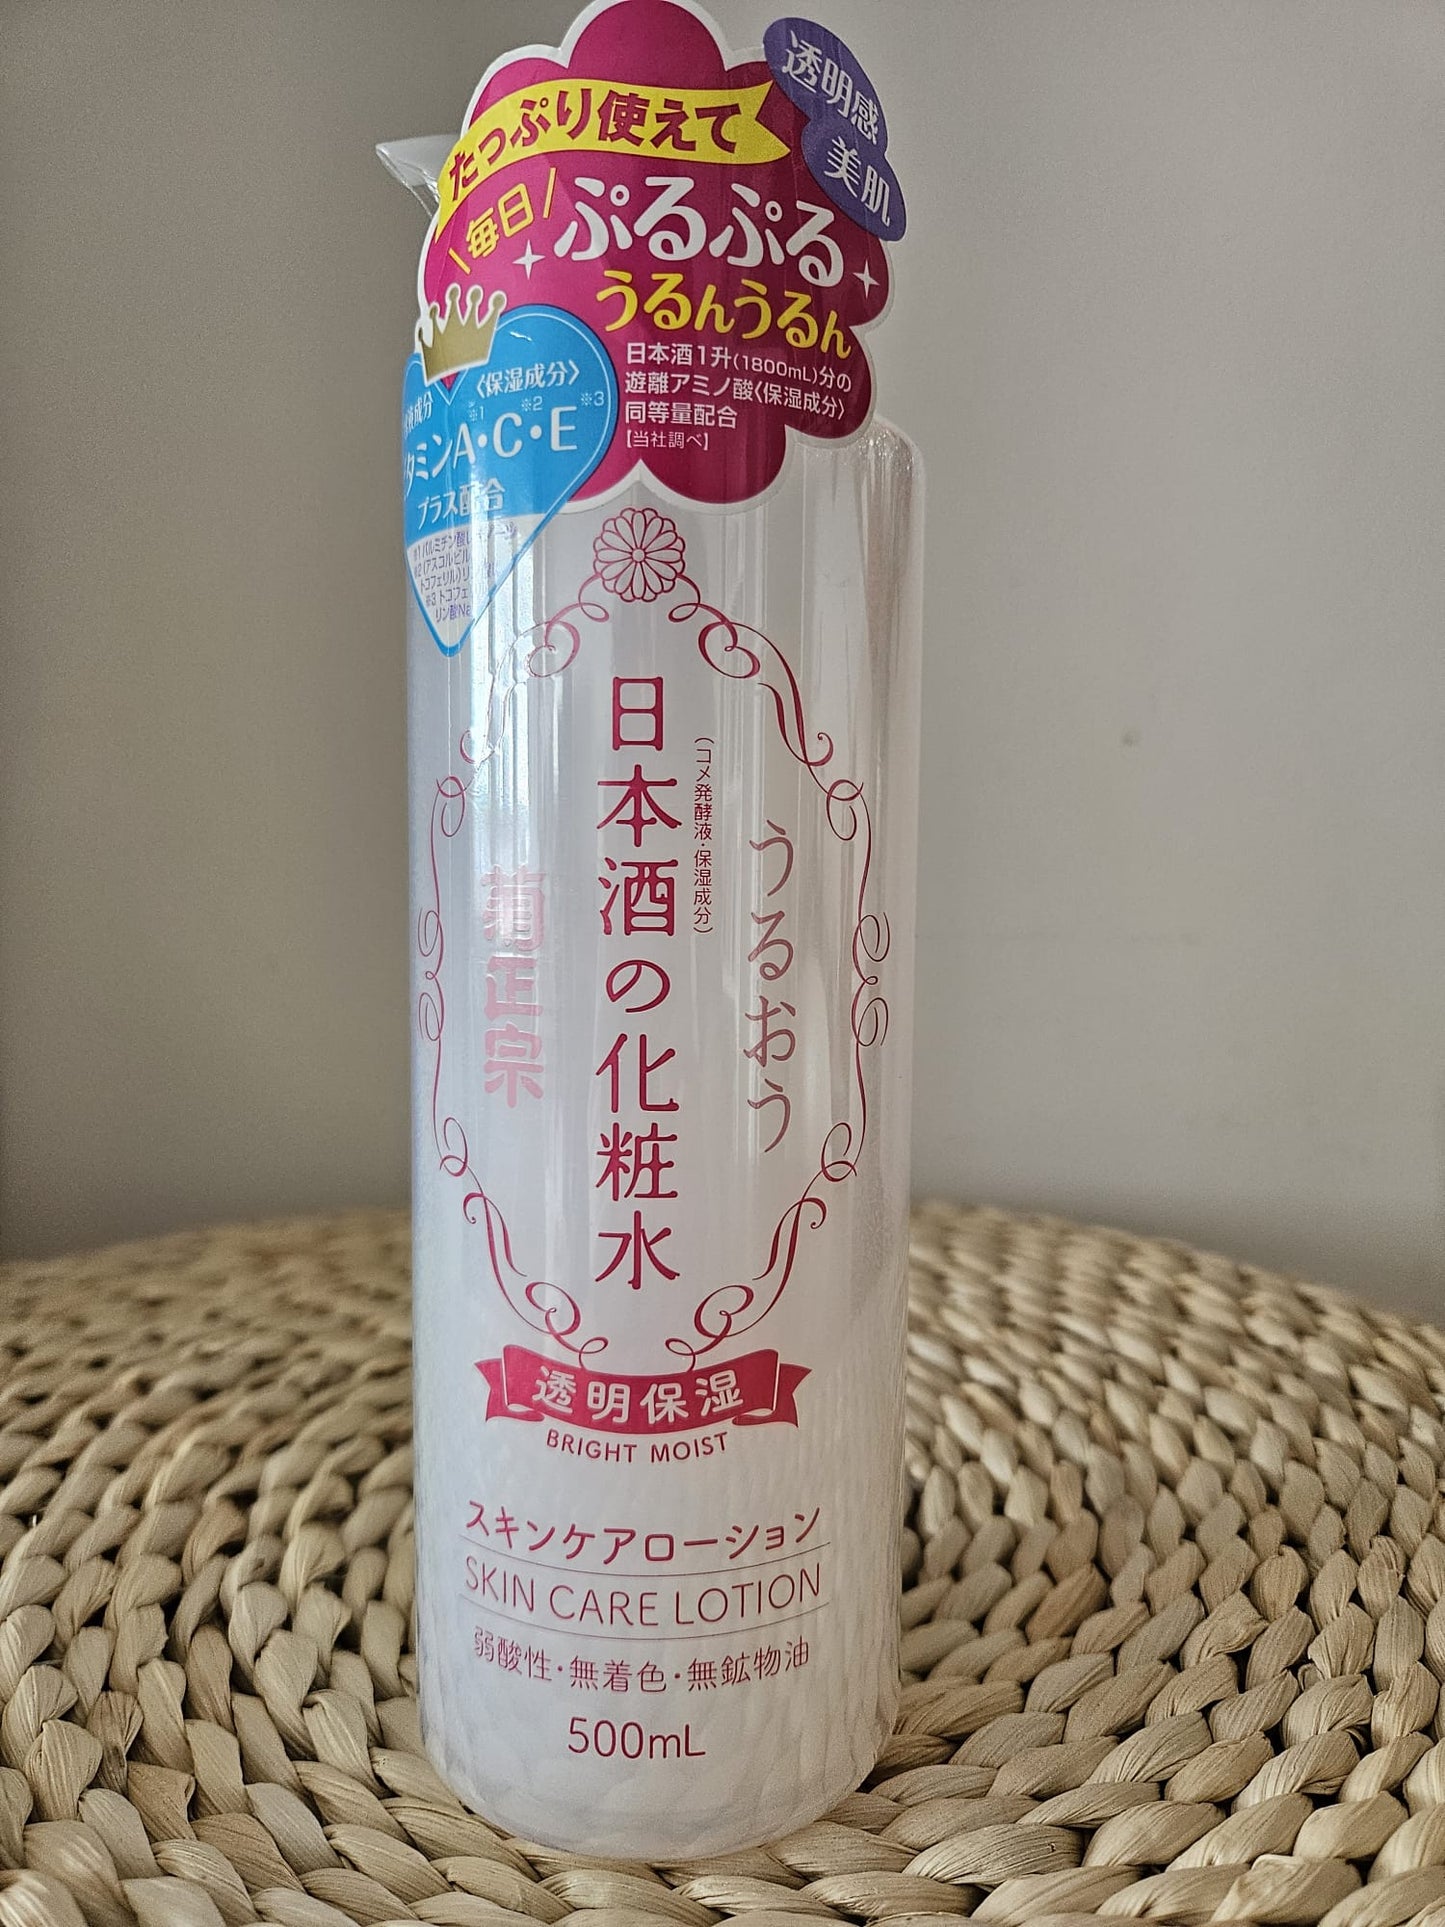 透明感
美肌
たっぷり使えて
\毎日/
ぷるぷる
うるんうるん
日本酒1升(1800mL)分の
遊離アミノ酸〈保湿成分〉
同等量配合
【当社調べ】
〈保湿成分〉
タミンA※1・C※2・E※3
プラス配合
うるおう
日本酒の化粧水
(コメ発酵液・保湿成分)
菊正宗
透明保湿
BRIGHT MOIST
スキンケアローション
SKIN CARE LOTION
弱酸性・無着色・無鉱物油
500mL